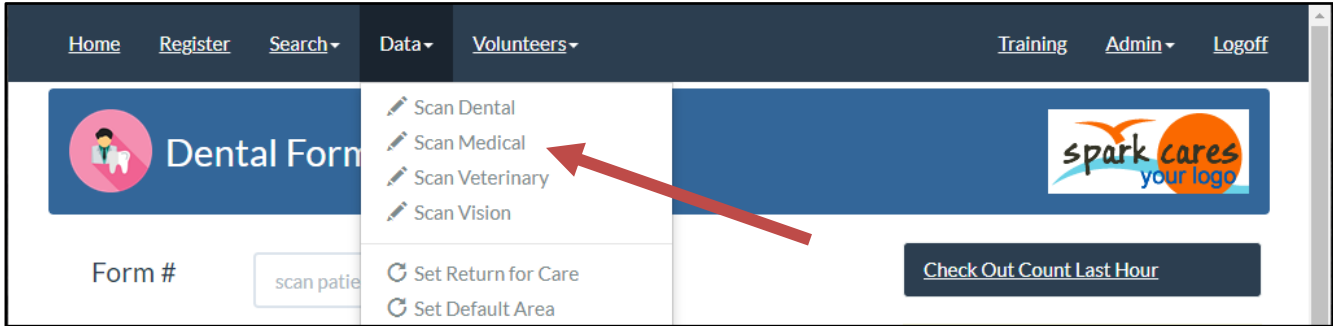 Home Register Search Data Volunteers Training Admin Logoff
Scan Dental
Dental Form
Scan Medical
Scan Veterinary
Scan Vision
spark cares
your logo
Form #
scan patie
Set Return for Care
Set Default Area
Check Out Count Last Hour